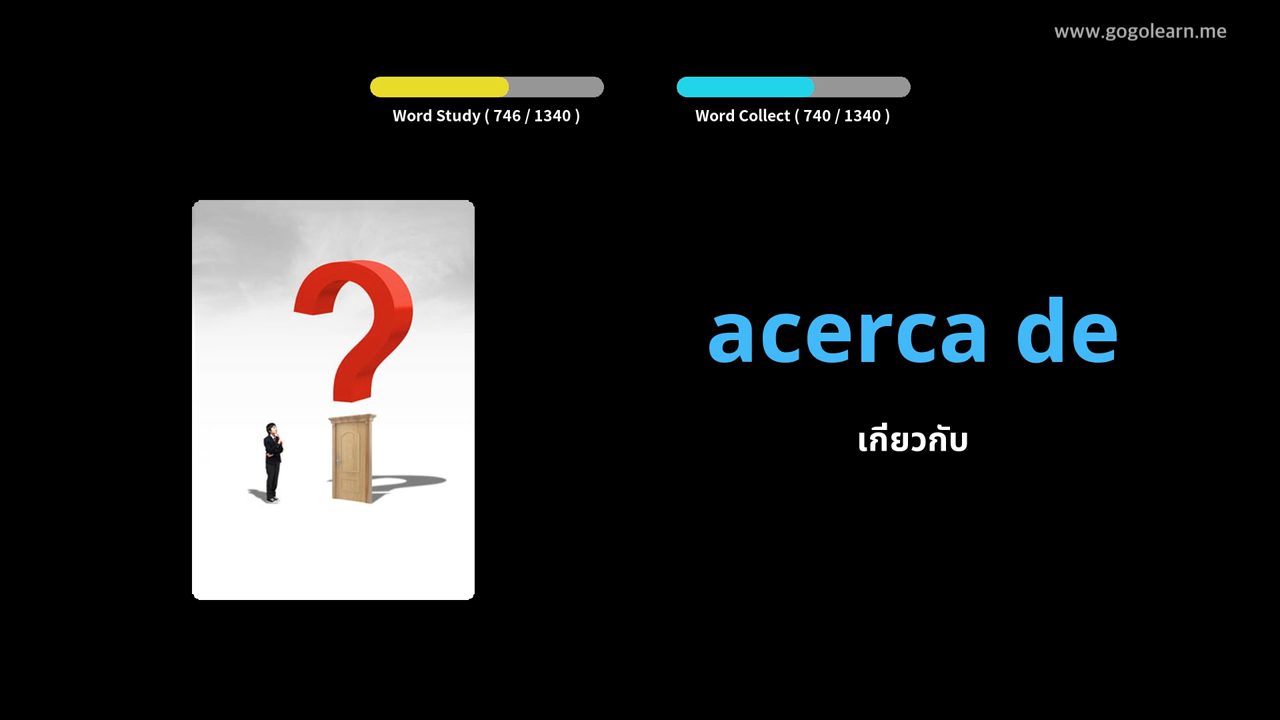 www.gogolearn.me
Word Study ( 746 / 1340 )
Word Collect ( 740 / 1340 )
acerca de
เกี่ยวกับ